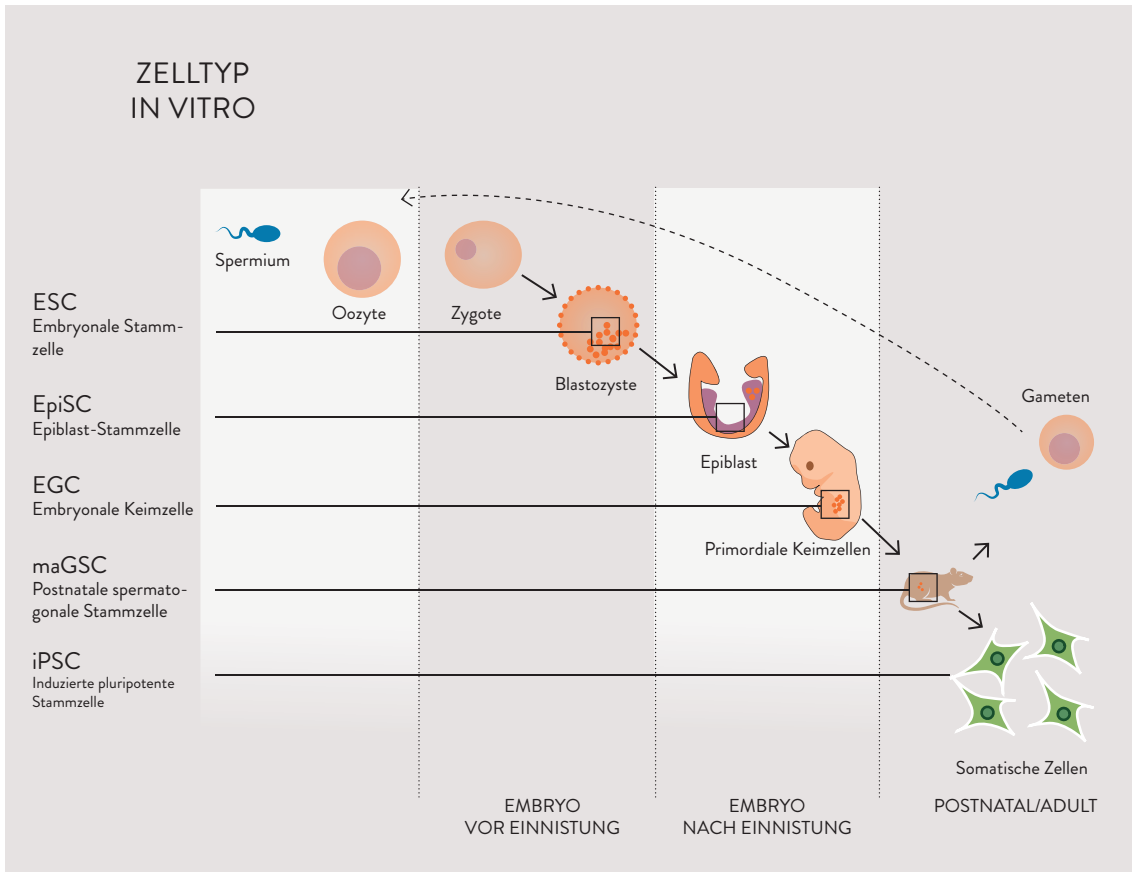 ZELLTYP
IN VITRO
Spermium
Oozyte
Zygote
ESC
Embryonale Stamm-
zelle
Blastozyste
EpiSC
Epiblast-Stammzelle
Epiblast
Gameten
EGC
Embryonale Keimzelle
Primordiale Keimzellen
maGSC
Postnatale spermato-
gonale Stammzelle
iPSC
Induzierte pluripotente
Stammzelle
Somatische Zellen
EMBRYO
VOR EINNISTUNG
EMBRYO
NACH EINNISTUNG
POSTNATAL/ADULT